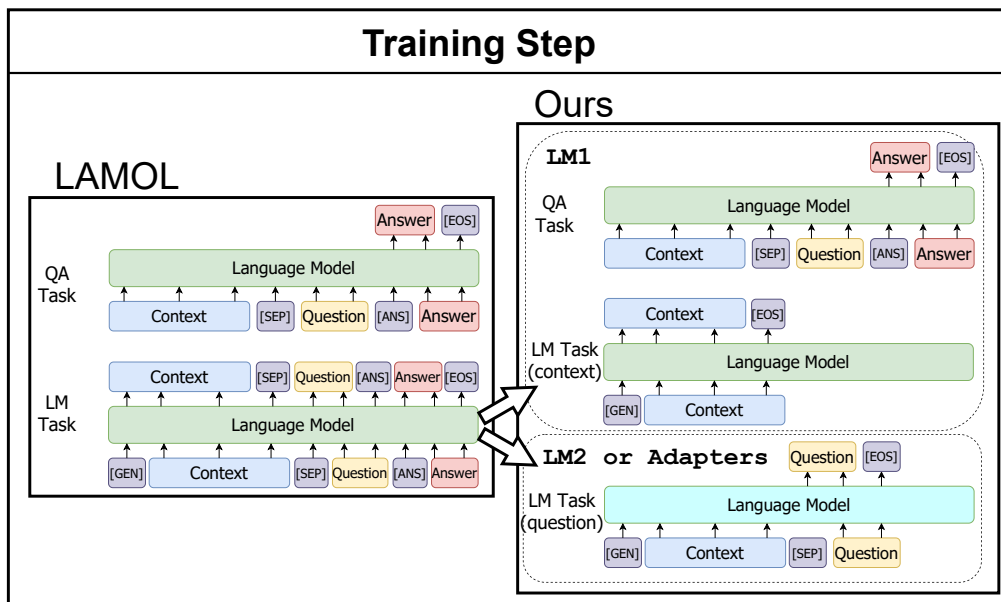 Training Step
LAMOL
Answer [EOS]
QA Task
Language Model
Context [SEP] Question [ANS] Answer
Context [SEP] Question [ANS] Answer [EOS]
LM Task
Language Model
[GEN] Context [SEP] Question [ANS] Answer
Ours
LM1
Answer [EOS]
QA Task
Language Model
Context [SEP] Question [ANS] Answer
Context [EOS]
LM Task (context)
Language Model
[GEN] Context
LM2 or Adapters
Question [EOS]
LM Task (question)
Language Model
[GEN] Context [SEP] Question